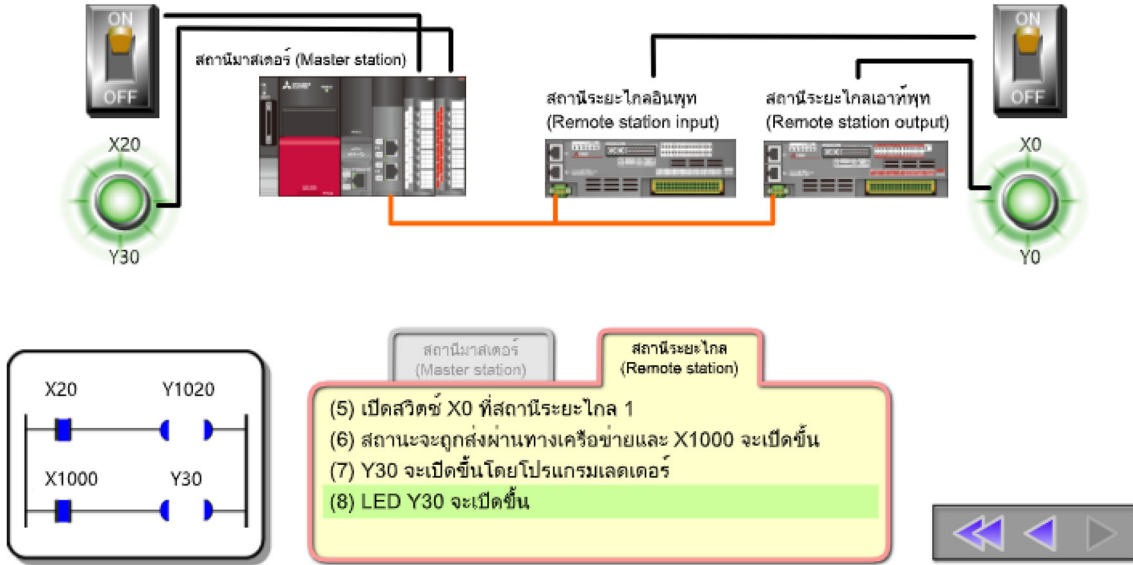 ON
OFF
X20
Y30
สถานีมาสเตอร์ (Master station)
สถานีระยะไกลอินพุท
(Remote station input)
สถานีระยะไกลเอาท์พุท
(Remote station output)
ON
OFF
X0
Y0
X20 Y1020
X1000 Y30
สถานีมาสเตอร์
(Master station)
สถานีระยะไกล
(Remote station)
(5) เปิดสวิตช์ X0 ที่สถานีระยะไกล 1
(6) สถานะจะถูกส่งผ่านทางเครือข่ายและ X1000 จะเปิดขึ้น
(7) Y30 จะเปิดขึ้นโดยโปรแกรมเลดเดอร์
(8) LED Y30 จะเปิดขึ้น